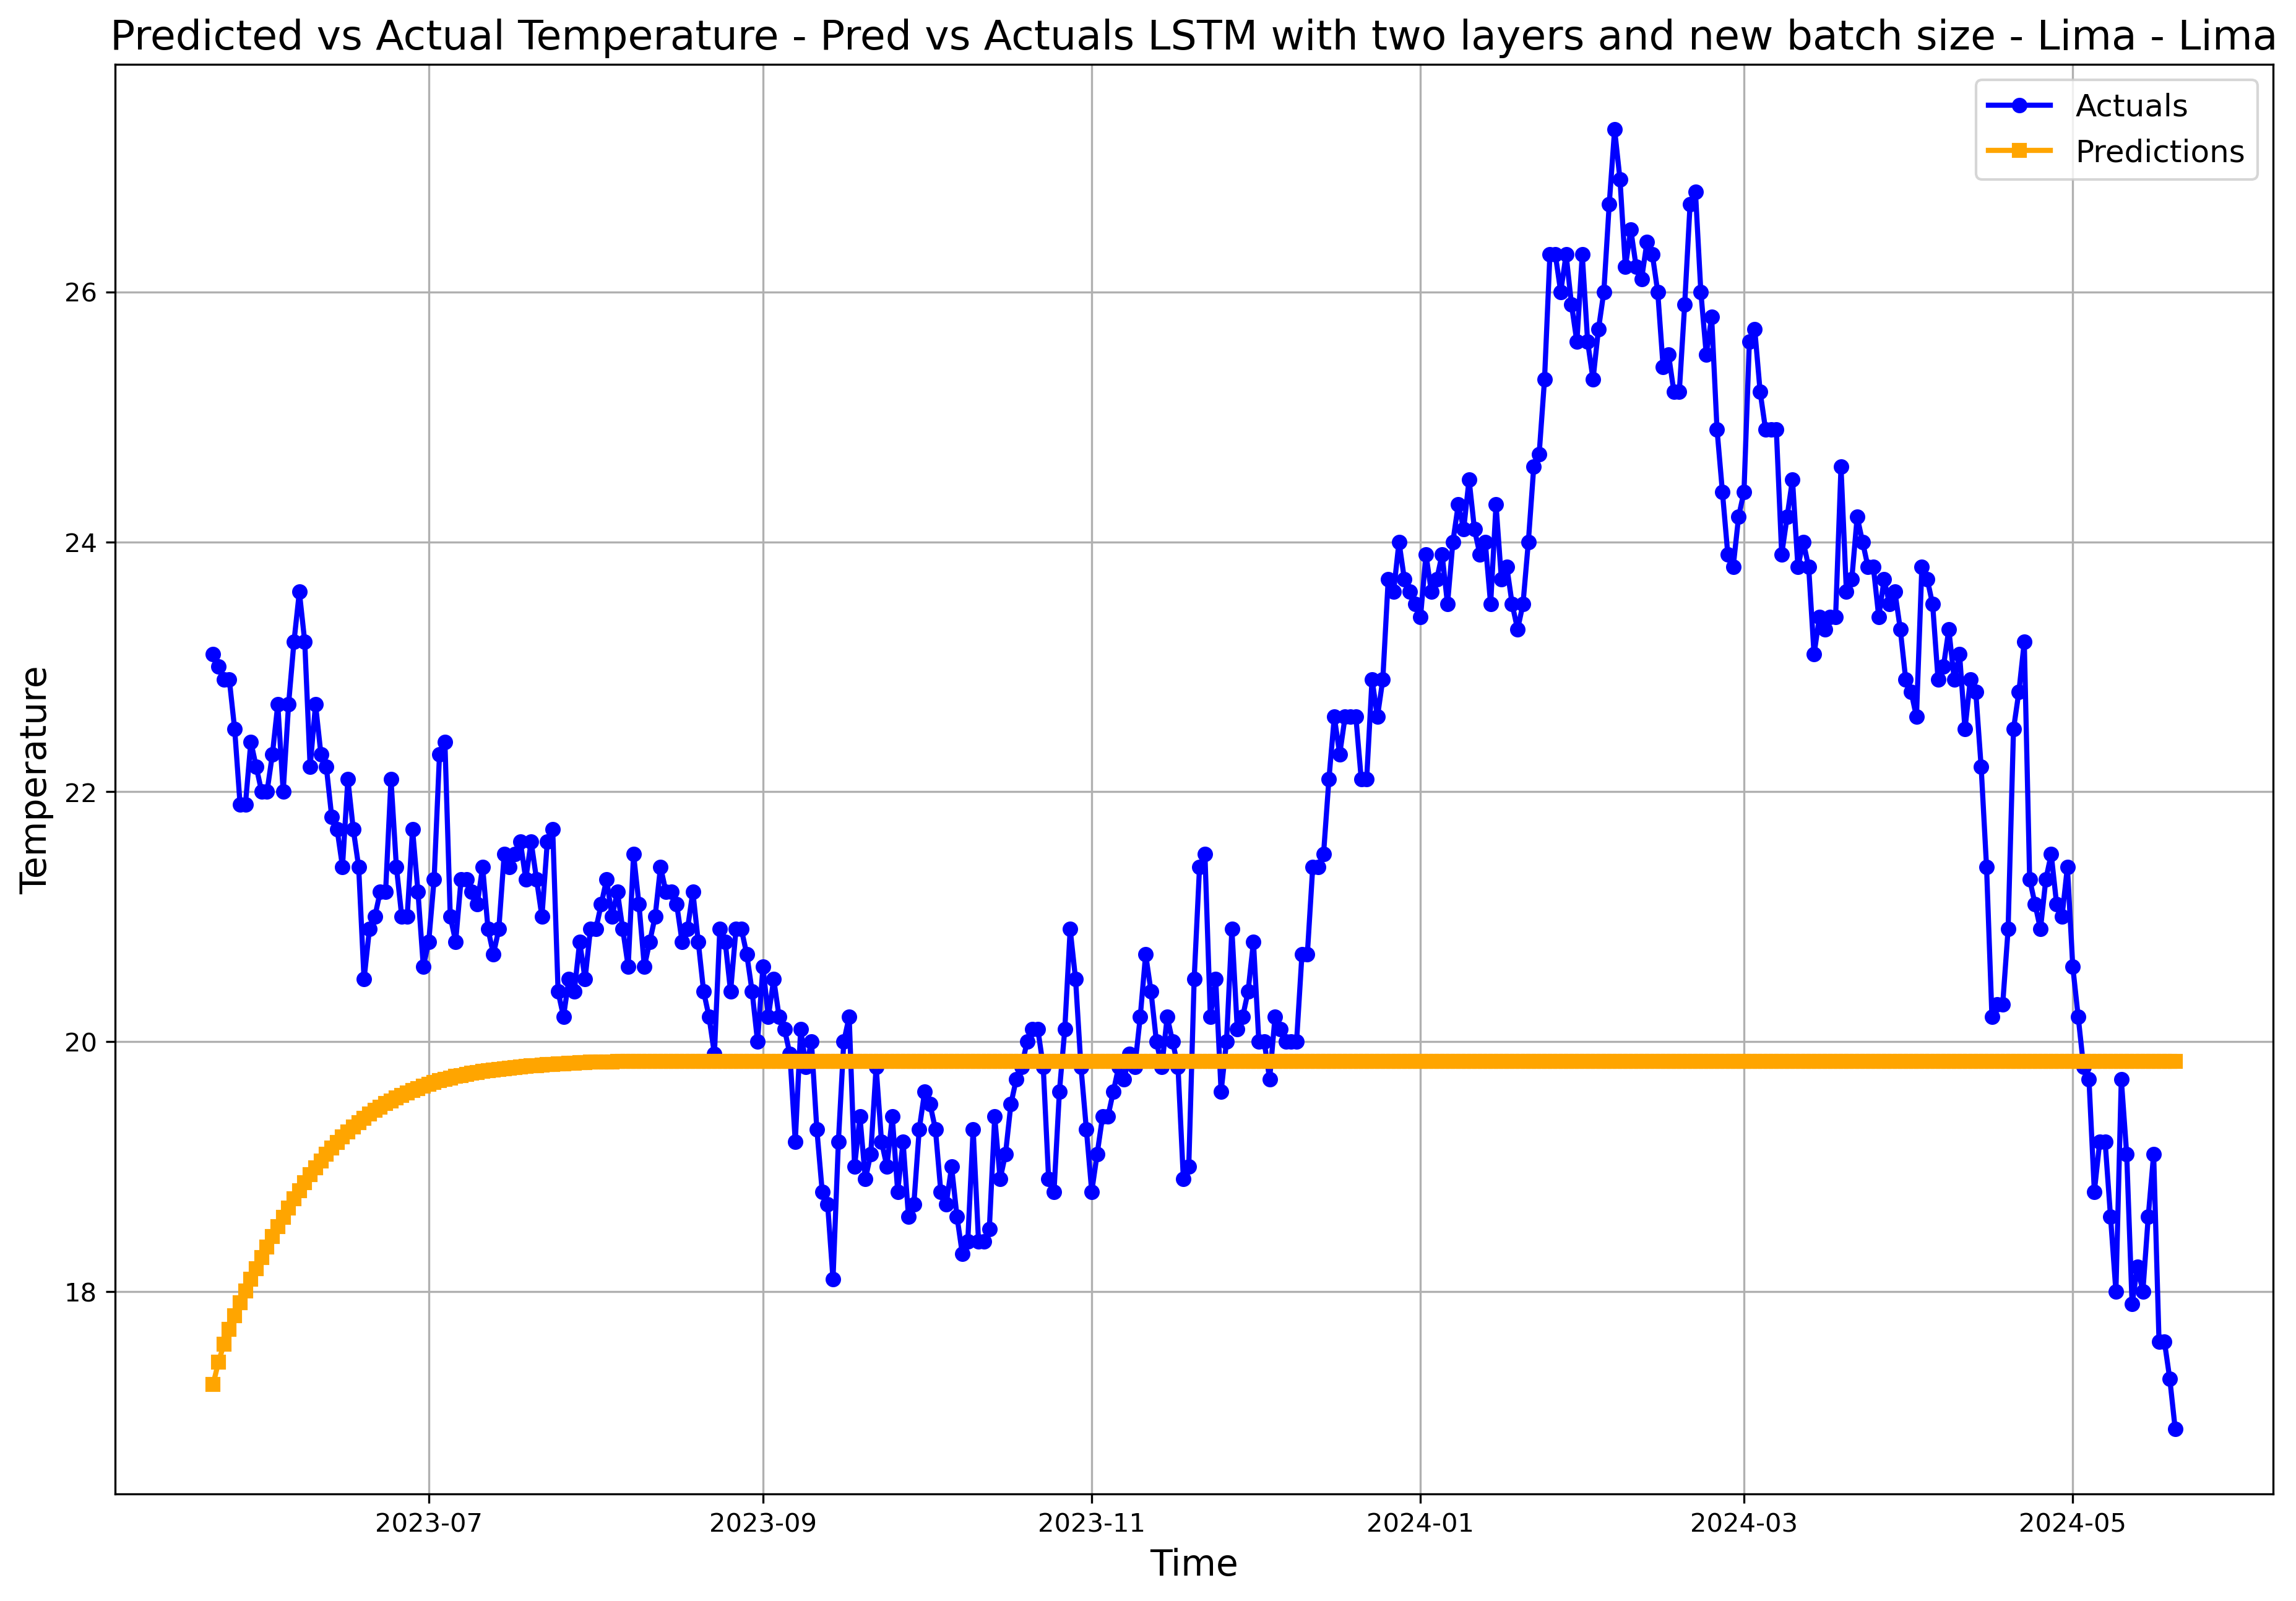 Predicted vs Actual Temperature - Pred vs Actuals LSTM with two layers and new batch size - Lima - Lima
Actuals
Predictions
Temperature
26
24
22
20
18
2023-07
2023-09
2023-11
2024-01
2024-03
2024-05
Time